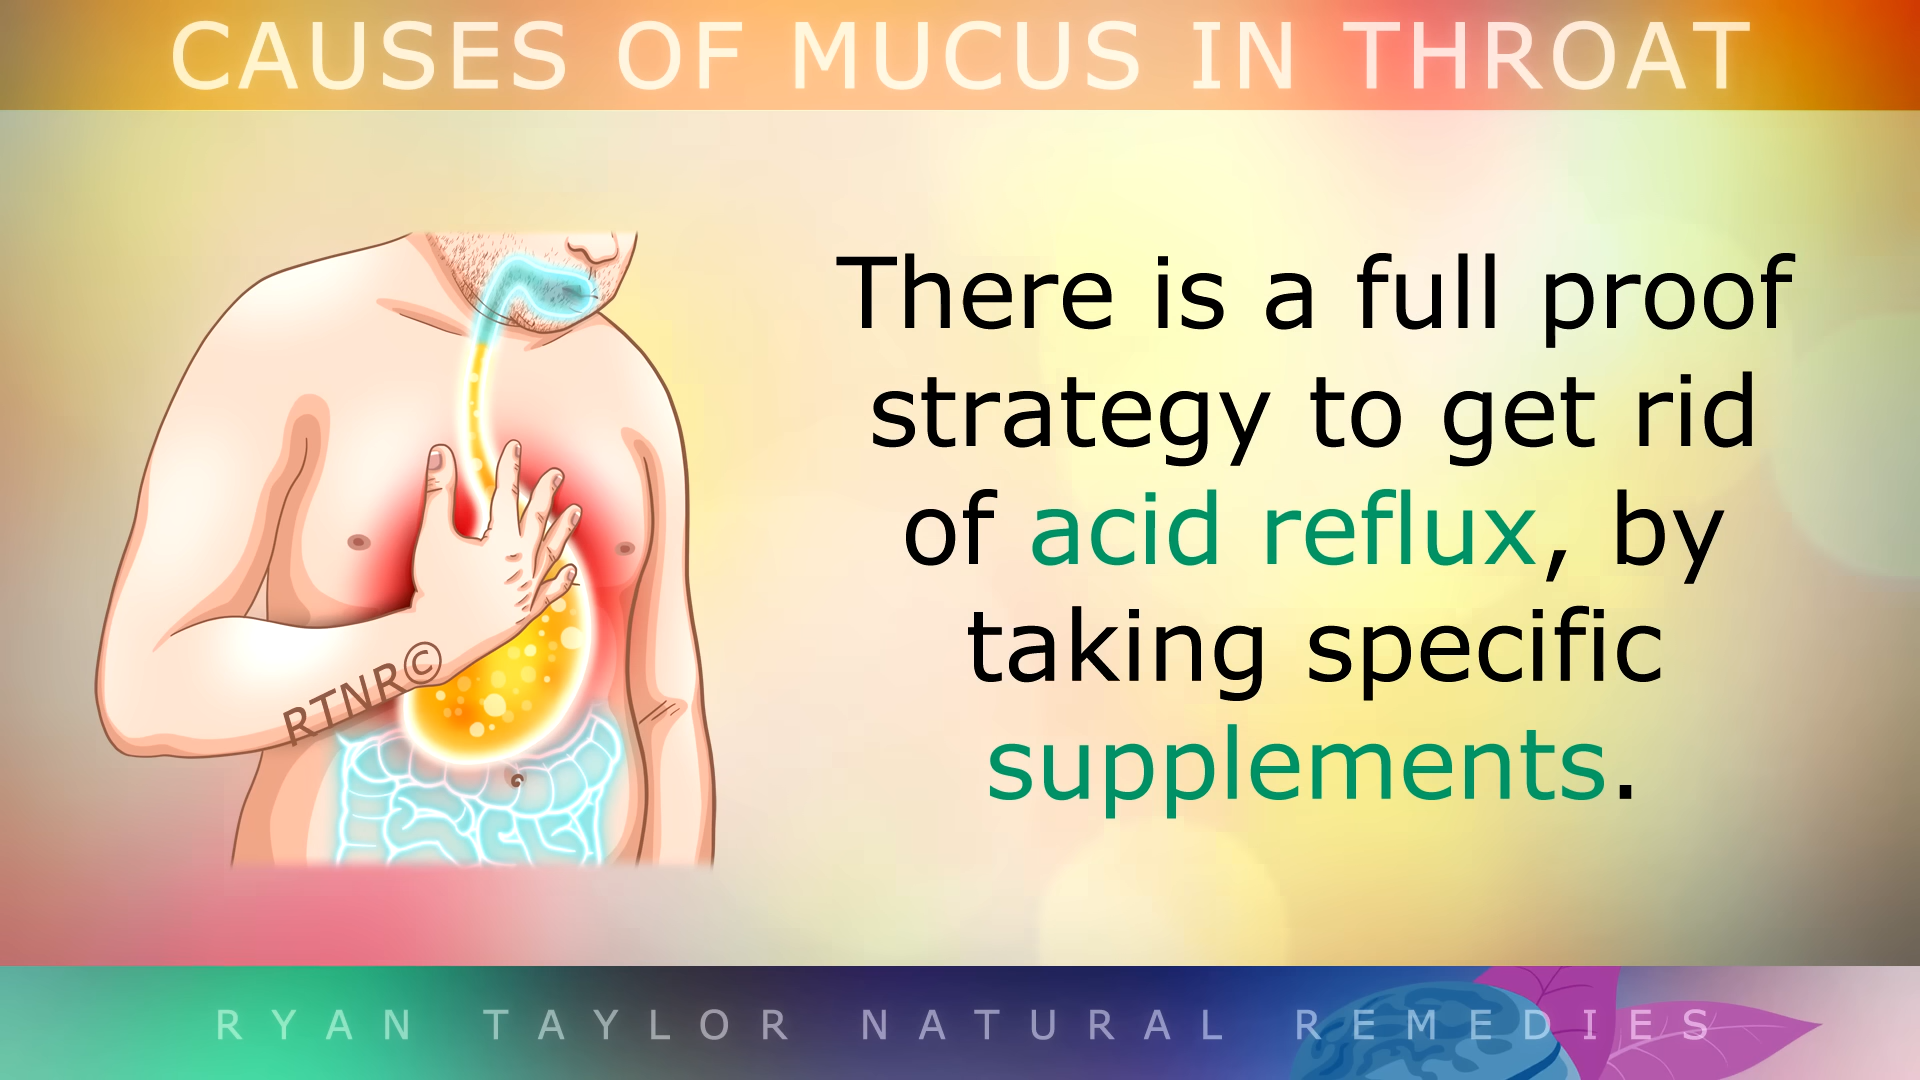 CAUSES OF MUCUS IN THROAT
There is a full proof
strategy to get rid
of acid reflux, by
taking specific
supplements.
RTNR©
RYAN TAYLOR NATURAL REMEDIES